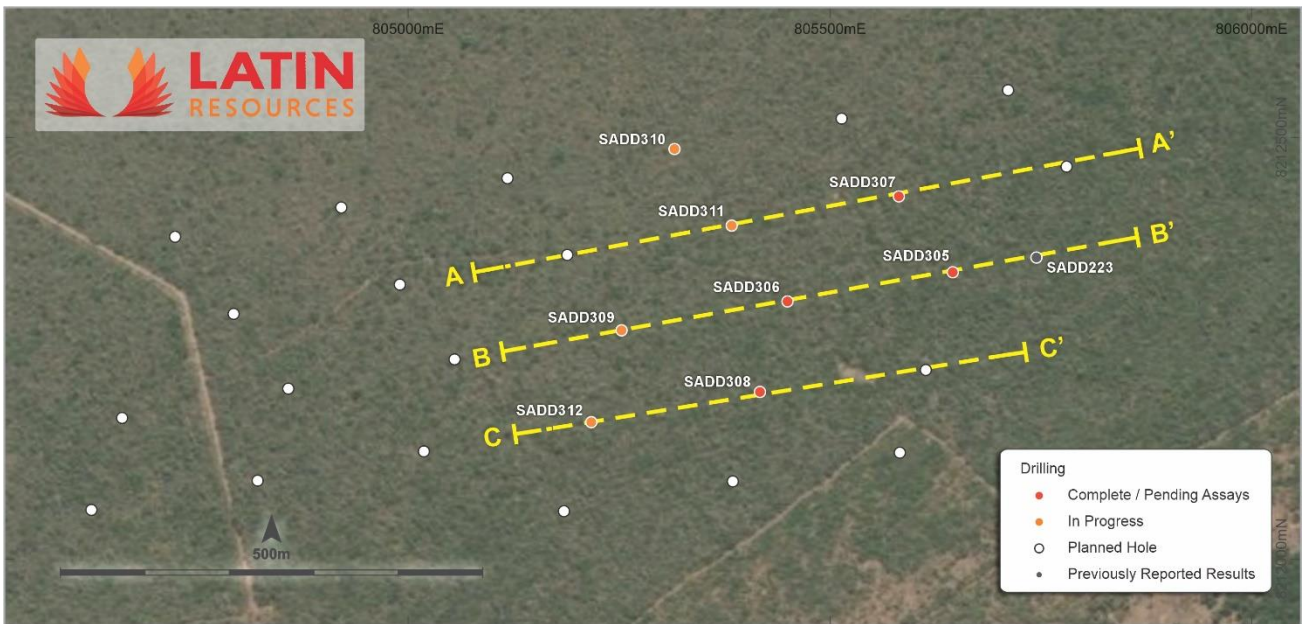 805000mE
805500mE
806000mE
LATIN
RESOURCES
8212500mN
SADD310
A'
SADD307
SADD311
B'
A
SADD305
SADD223
SADD306
SADD309
C'
B
SADD308
SADD312
C
Drilling
Complete / Pending Assays
In Progress
Planned Hole
Previously Reported Results
500m